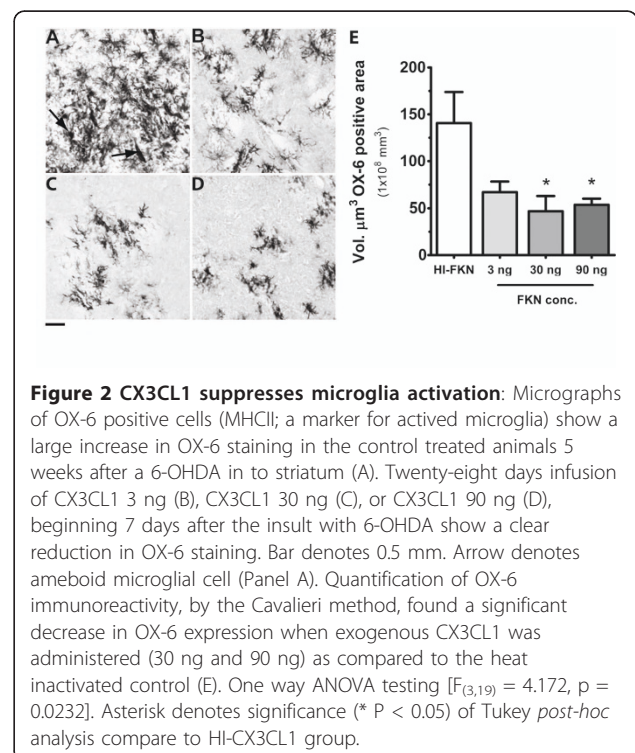 A
B
C
D
E
Vol. μm³ OX-6 positive area
(1x10⁸ mm³)
200
150
100
50
0
*
*
HI-FKN
3 ng
30 ng
90 ng
FKN conc.
Figure 2 CX3CL1 suppresses microglia activation: Micrographs
of OX-6 positive cells (MHCII; a marker for actived microglia) show a
large increase in OX-6 staining in the control treated animals 5
weeks after a 6-OHDA in to striatum (A). Twenty-eight days infusion
of CX3CL1 3 ng (B), CX3CL1 30 ng (C), or CX3CL1 90 ng (D),
beginning 7 days after the insult with 6-OHDA show a clear
reduction in OX-6 staining. Bar denotes 0.5 mm. Arrow denotes
ameboid microglial cell (Panel A). Quantification of OX-6
immunoreactivity, by the Cavalieri method, found a significant
decrease in OX-6 expression when exogenous CX3CL1 was
administered (30 ng and 90 ng) as compared to the heat
inactivated control (E). One way ANOVA testing [F(3,19) = 4.172, p =
0.0232]. Asterisk denotes significance (* P < 0.05) of Tukey post-hoc
analysis compare to HI-CX3CL1 group.